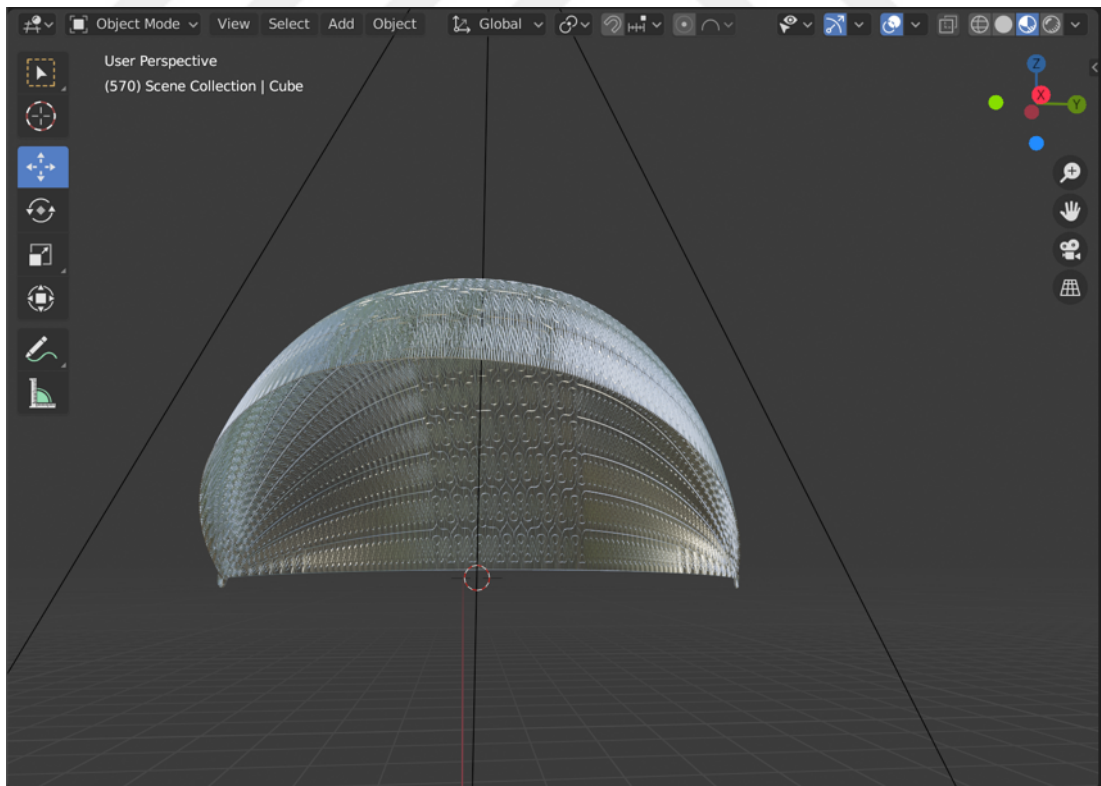 Object Mode View Select Add Object Global
User Perspective
(570) Scene Collection | Cube
Z
X
Y